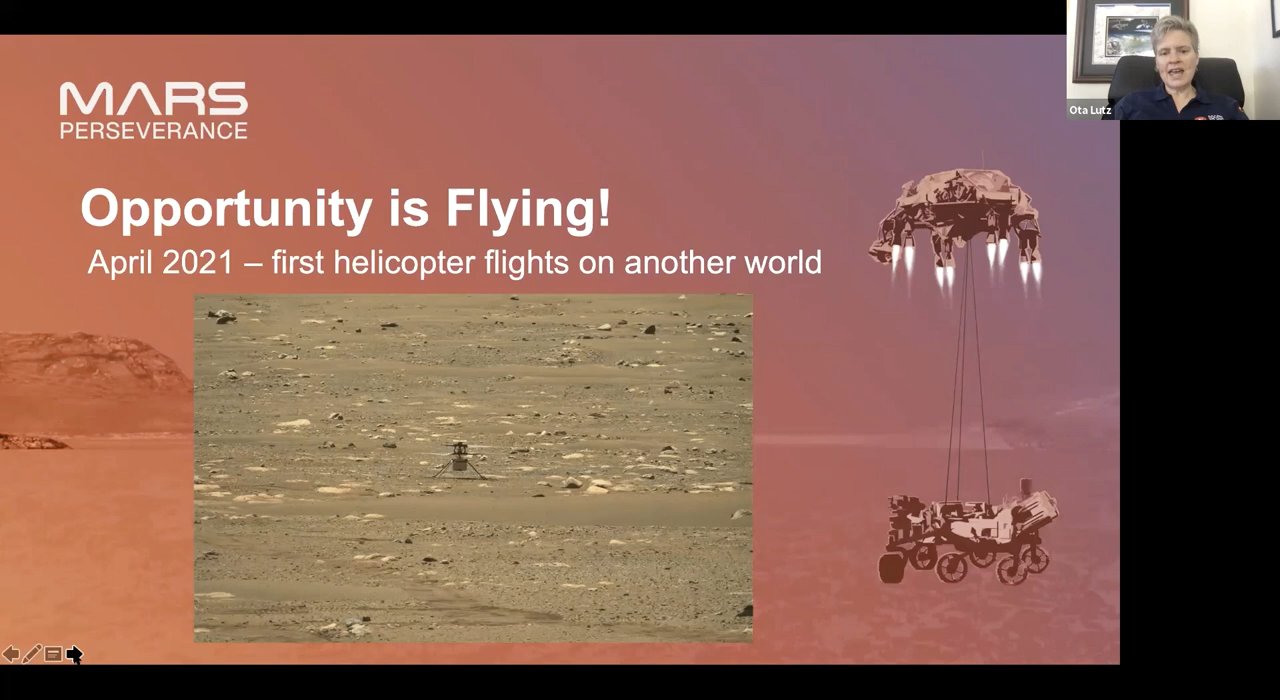 MARS
PERSEVERANCE
Ota Lutz
Opportunity is Flying!
April 2021 – first helicopter flights on another world